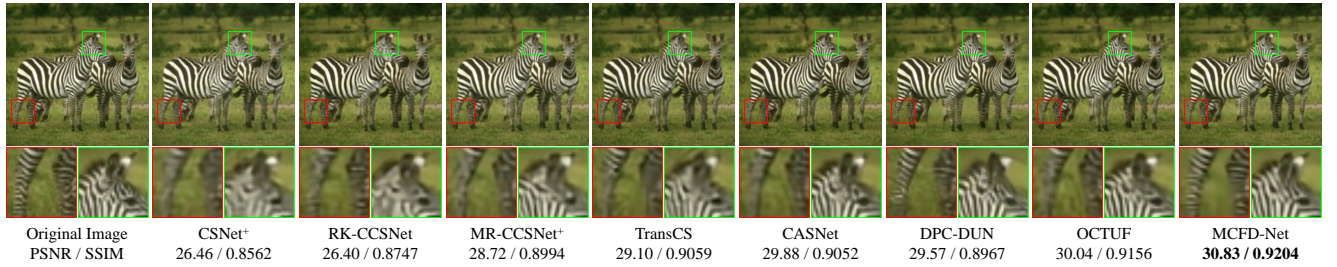 Original Image CSNet⁺ RK-CCSNet MR-CCSNet⁺ TransCS CASNet DPC-DUN OCTUF MCFD-Net
PSNR / SSIM 26.46 / 0.8562 26.40 / 0.8747 28.72 / 0.8994 29.10 / 0.9059 29.88 / 0.9052 29.57 / 0.8967 30.04 / 0.9156 30.83 / 0.9204